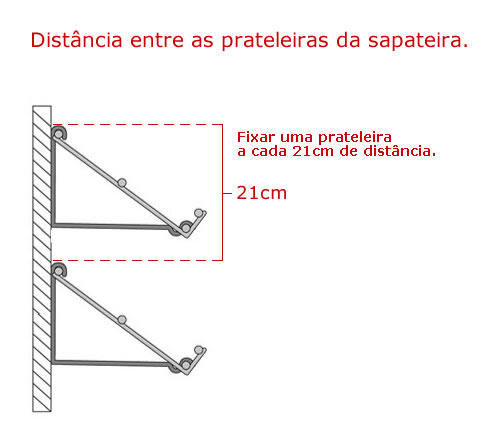 Distância entre as prateleiras da sapateira.
Fixar uma prateleira
a cada 21cm de distância.
21cm